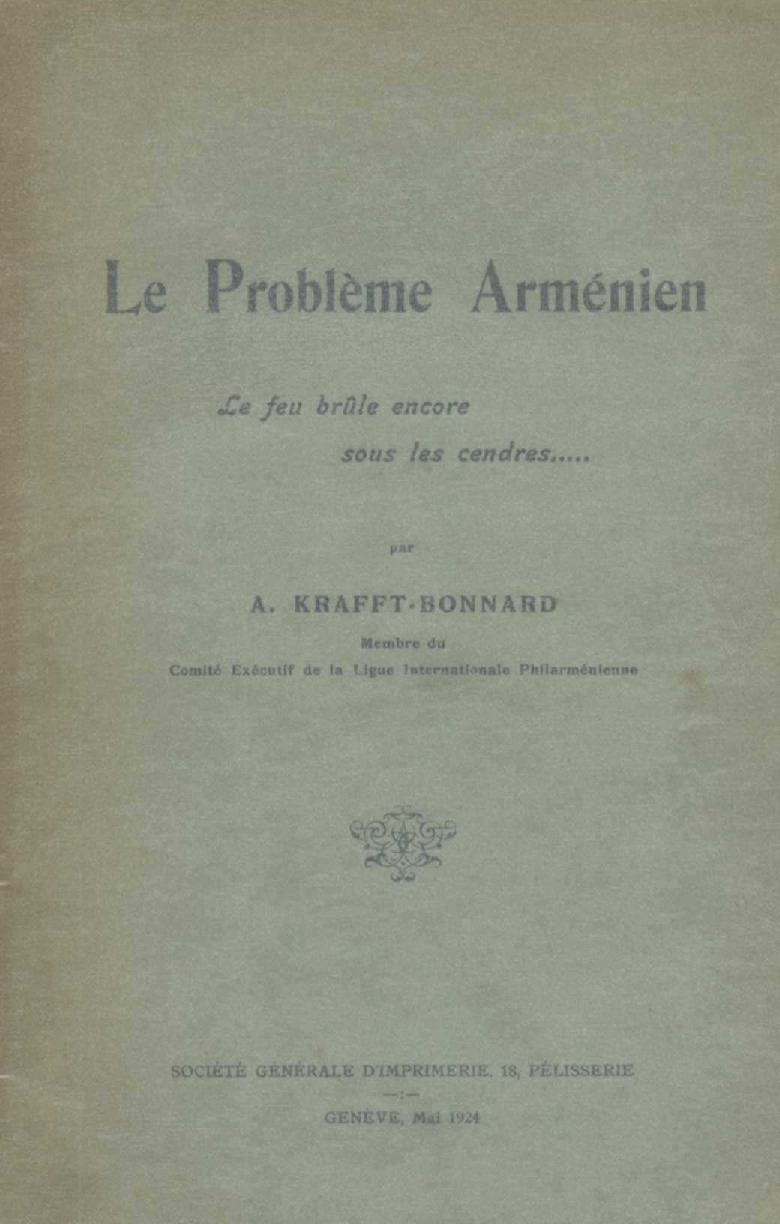 Le Problème Arménien
Le feu brûle encore
sous les cendres.....
par
A. KRAFFT-BONNARD
Membre du
Comité Exécutif de la Ligue Internationale Philarménienne
SOCIÉTÉ GÉNÉRALE D'IMPRIMERIE, 18, PÉLISSERIE
—:—
GENÈVE, Mai 1924